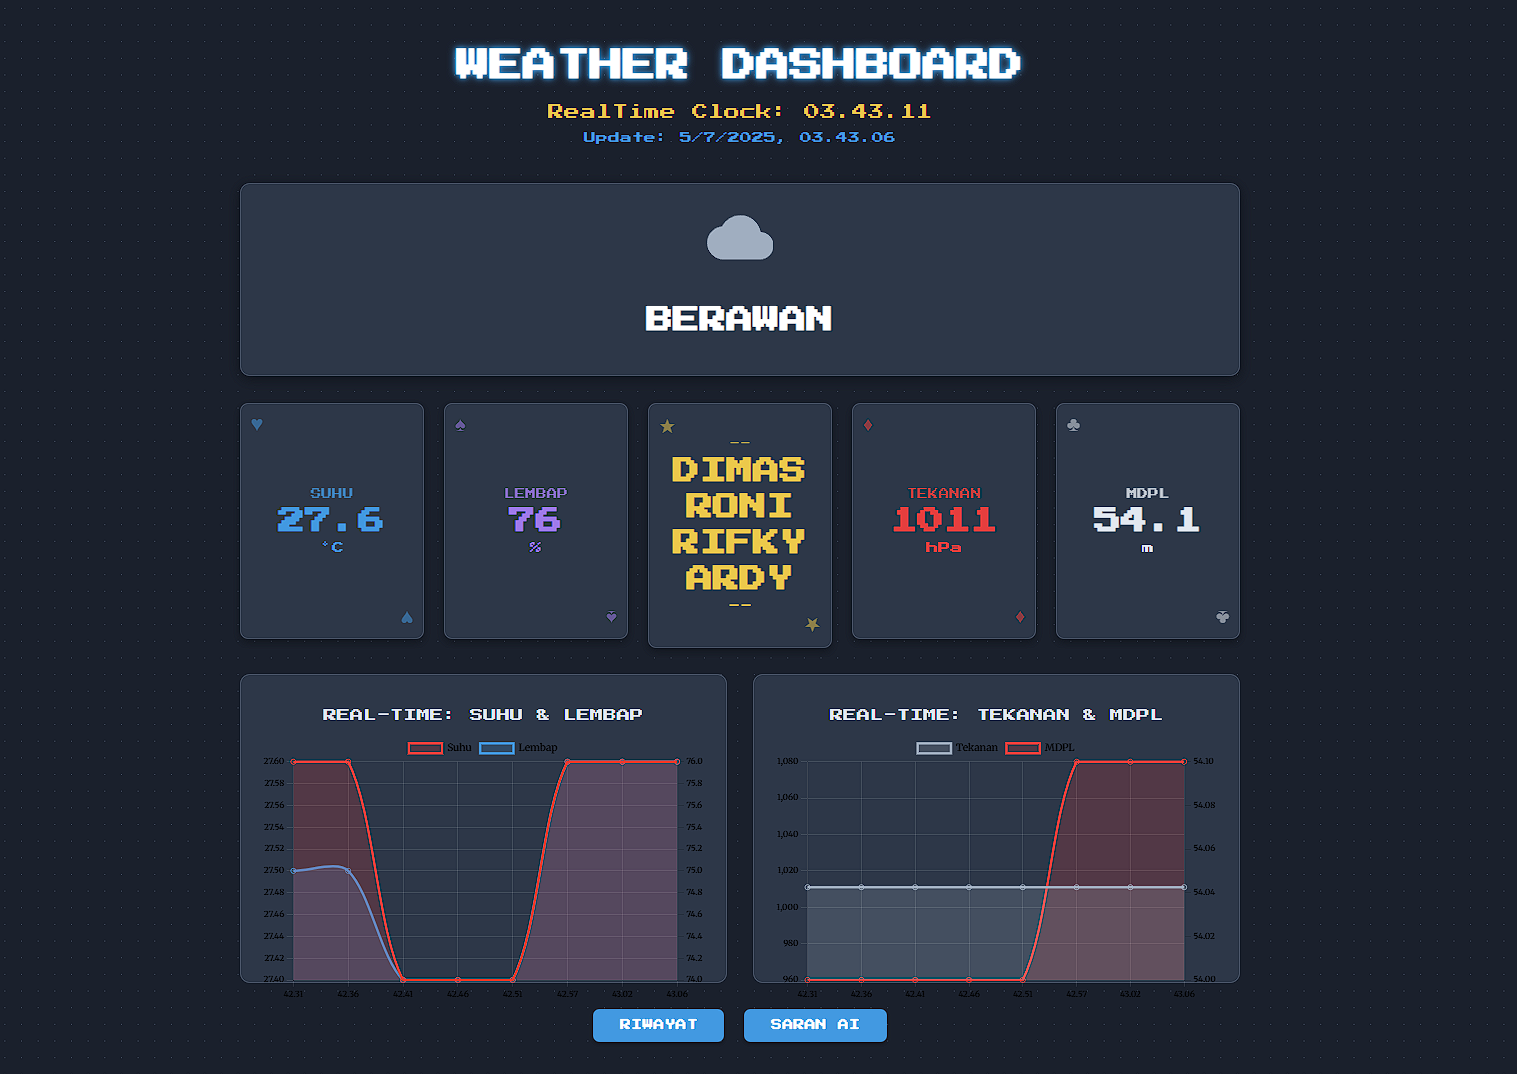 WEATHER DASHBOARD
RealTime Clock: 03.43.11
Update: 5/7/2025, 03.43.06
BERAWAN
SUHU
27.6
°C
LEMBAP
76
%
--
DIMAS
RONI
RIFKY
ARDY
--
TEKANAN
1011
hPa
MDPL
54.1
m
REAL-TIME: SUHU & LEMBAP
Suhu Lembap
27.60 76.0
27.58 75.8
27.56 75.6
27.54 75.4
27.52 75.2
27.50 75.0
27.48 74.8
27.46 74.6
27.44 74.4
27.42 74.2
27.40 74.0
42.31 42.36 42.41 42.46 42.51 42.57 43.02 43.06
REAL-TIME: TEKANAN & MDPL
Tekanan MDPL
1,080 54.10
1,060 54.08
1,040 54.06
1,020 54.04
1,000 54.02
980 54.00
960
42.31 42.36 42.41 42.46 42.51 42.57 43.02 43.06
RIWAYAT
SARAN AI